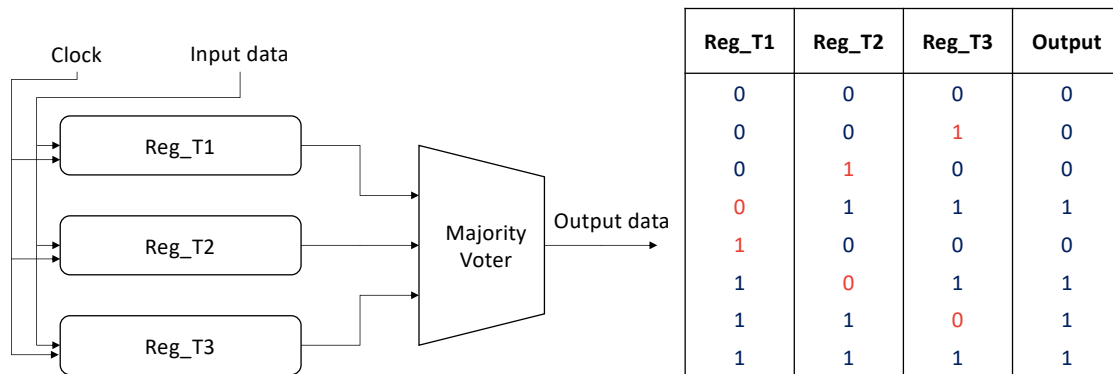 Clock
Input data
Reg_T1
Reg_T2
Reg_T3
Majority
Voter
Output data
Reg_T1 Reg_T2 Reg_T3 Output
0 0 0 0
0 0 1 0
0 1 0 0
0 1 1 1
1 0 0 0
1 0 1 1
1 1 0 1
1 1 1 1